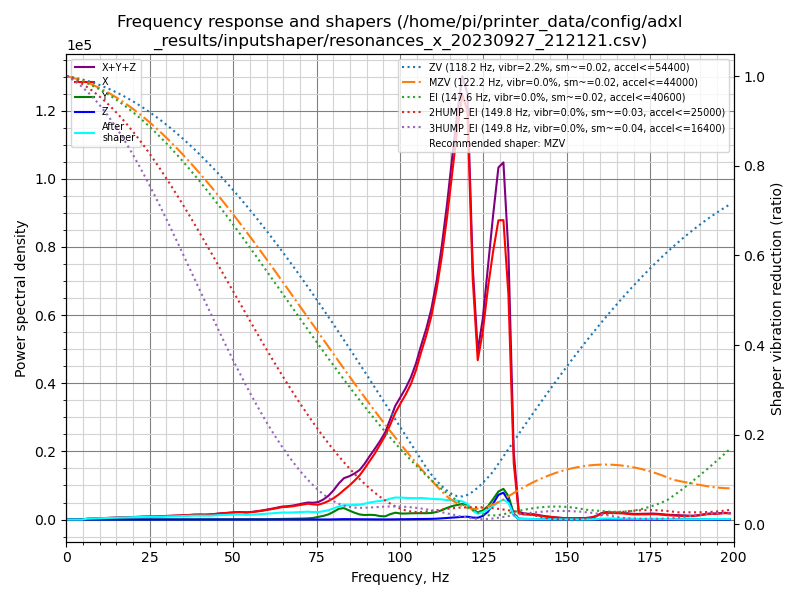 Frequency response and shapers (/home/pi/printer_data/config/adxl
_results/inputshaper/resonances_x_20230927_212121.csv)
1e5
X+Y+Z
X
Y
Z
After
shaper
ZV (118.2 Hz, vibr=2.2%, sm~=0.02, accel<=54400)
MZV (122.2 Hz, vibr=0.0%, sm~=0.02, accel<=44000)
EI (147.6 Hz, vibr=0.0%, sm~=0.02, accel<=40600)
2HUMP_EI (149.8 Hz, vibr=0.0%, sm~=0.03, accel<=25000)
3HUMP_EI (149.8 Hz, vibr=0.0%, sm~=0.04, accel<=16400)
Recommended shaper: MZV
1.2
1.0
0.8
0.6
0.4
0.2
0.0
Power spectral density
1.0
0.8
0.6
0.4
0.2
0.0
Shaper vibration reduction (ratio)
0 25 50 75 100 125 150 175 200
Frequency, Hz